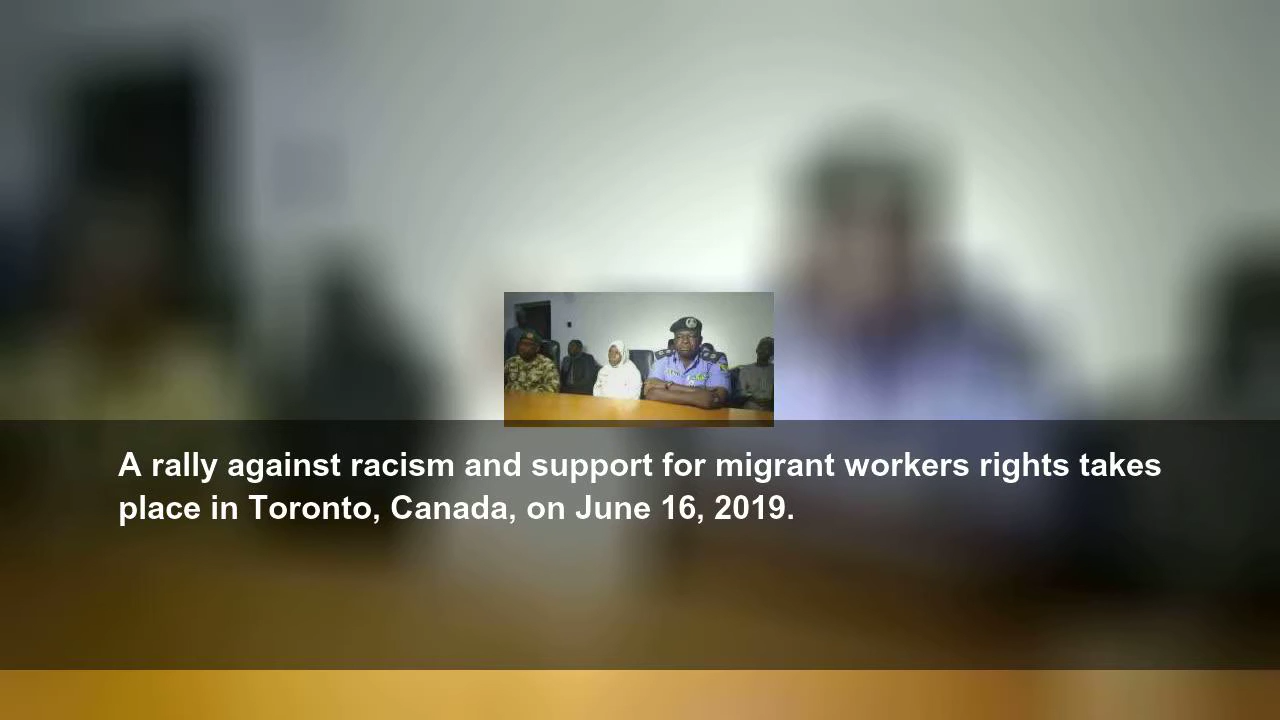 A rally against racism and support for migrant workers rights takes
place in Toronto, Canada, on June 16, 2019.